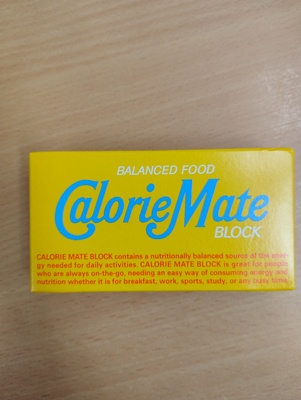 BALANCED FOOD
CalorieMate
BLOCK
CALORIE MATE BLOCK contains a nutritionally balanced source of the ener-
gy needed for daily activities. CALORIE MATE BLOCK is great for people
who are always on-the-go, needing an easy way of consuming energy and
nutrition whether it is for breakfast, work, sports, study, or any busy time.